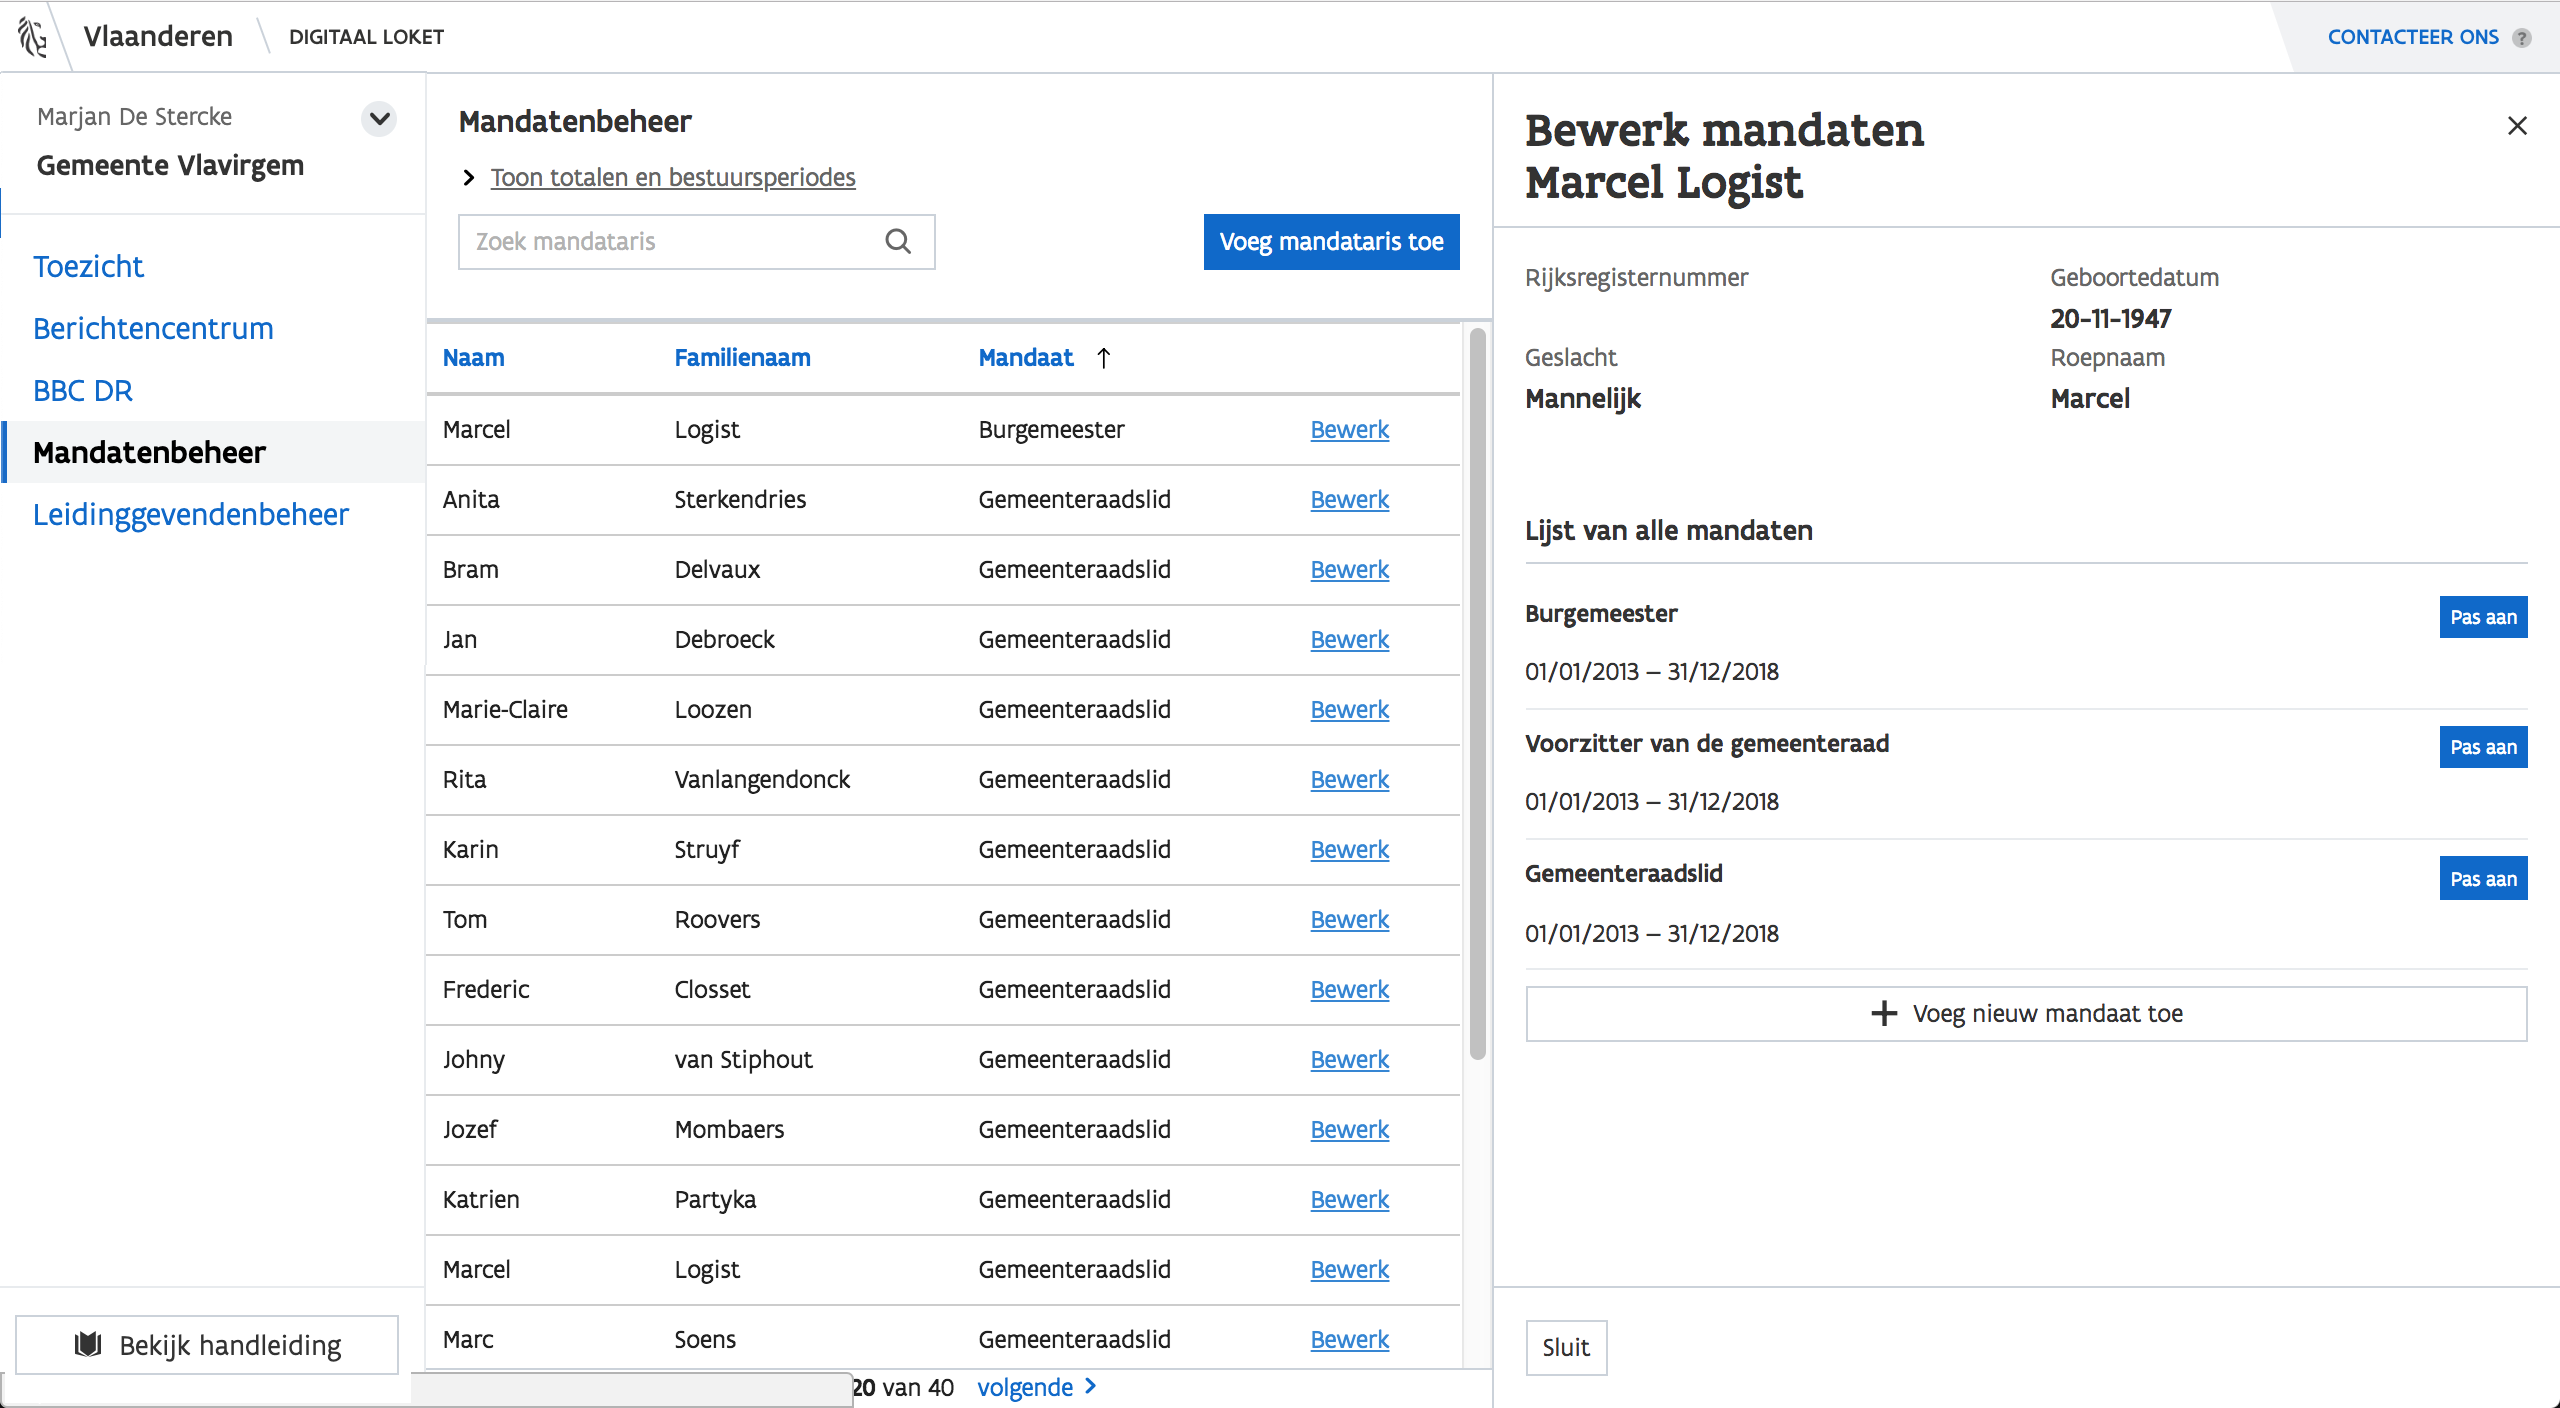 Vlaanderen
DIGITAAL LOKET
CONTACTEER ONS ?
Marjan De Stercke
Gemeente Vlavirgem
Toezicht
Berichtencentrum
BBC DR
Mandatenbeheer
Leidinggevendenbeheer
Bekijk handleiding
Mandatenbeheer
Toon totalen en bestuursperiodes
Zoek mandataris
Voeg mandataris toe
Naam Familienaam Mandaat ↑
Marcel Logist Burgemeester Bewerk
Anita Sterkendries Gemeenteraadslid Bewerk
Bram Delvaux Gemeenteraadslid Bewerk
Jan Debroeck Gemeenteraadslid Bewerk
Marie-Claire Loozen Gemeenteraadslid Bewerk
Rita Vanlangendonck Gemeenteraadslid Bewerk
Karin Struyf Gemeenteraadslid Bewerk
Tom Roovers Gemeenteraadslid Bewerk
Frederic Closset Gemeenteraadslid Bewerk
Johny van Stiphout Gemeenteraadslid Bewerk
Jozef Mombaers Gemeenteraadslid Bewerk
Katrien Partyka Gemeenteraadslid Bewerk
Marcel Logist Gemeenteraadslid Bewerk
Marc Soens Gemeenteraadslid Bewerk
20 van 40 volgende
Bewerk mandaten
Marcel Logist
Rijksregisternummer Geboortedatum
20-11-1947
Geslacht Roepnaam
Mannelijk Marcel
Lijst van alle mandaten
Burgemeester Pas aan
01/01/2013 – 31/12/2018
Voorzitter van de gemeenteraad Pas aan
01/01/2013 – 31/12/2018
Gemeenteraadslid Pas aan
01/01/2013 – 31/12/2018
Voeg nieuw mandaat toe
Sluit